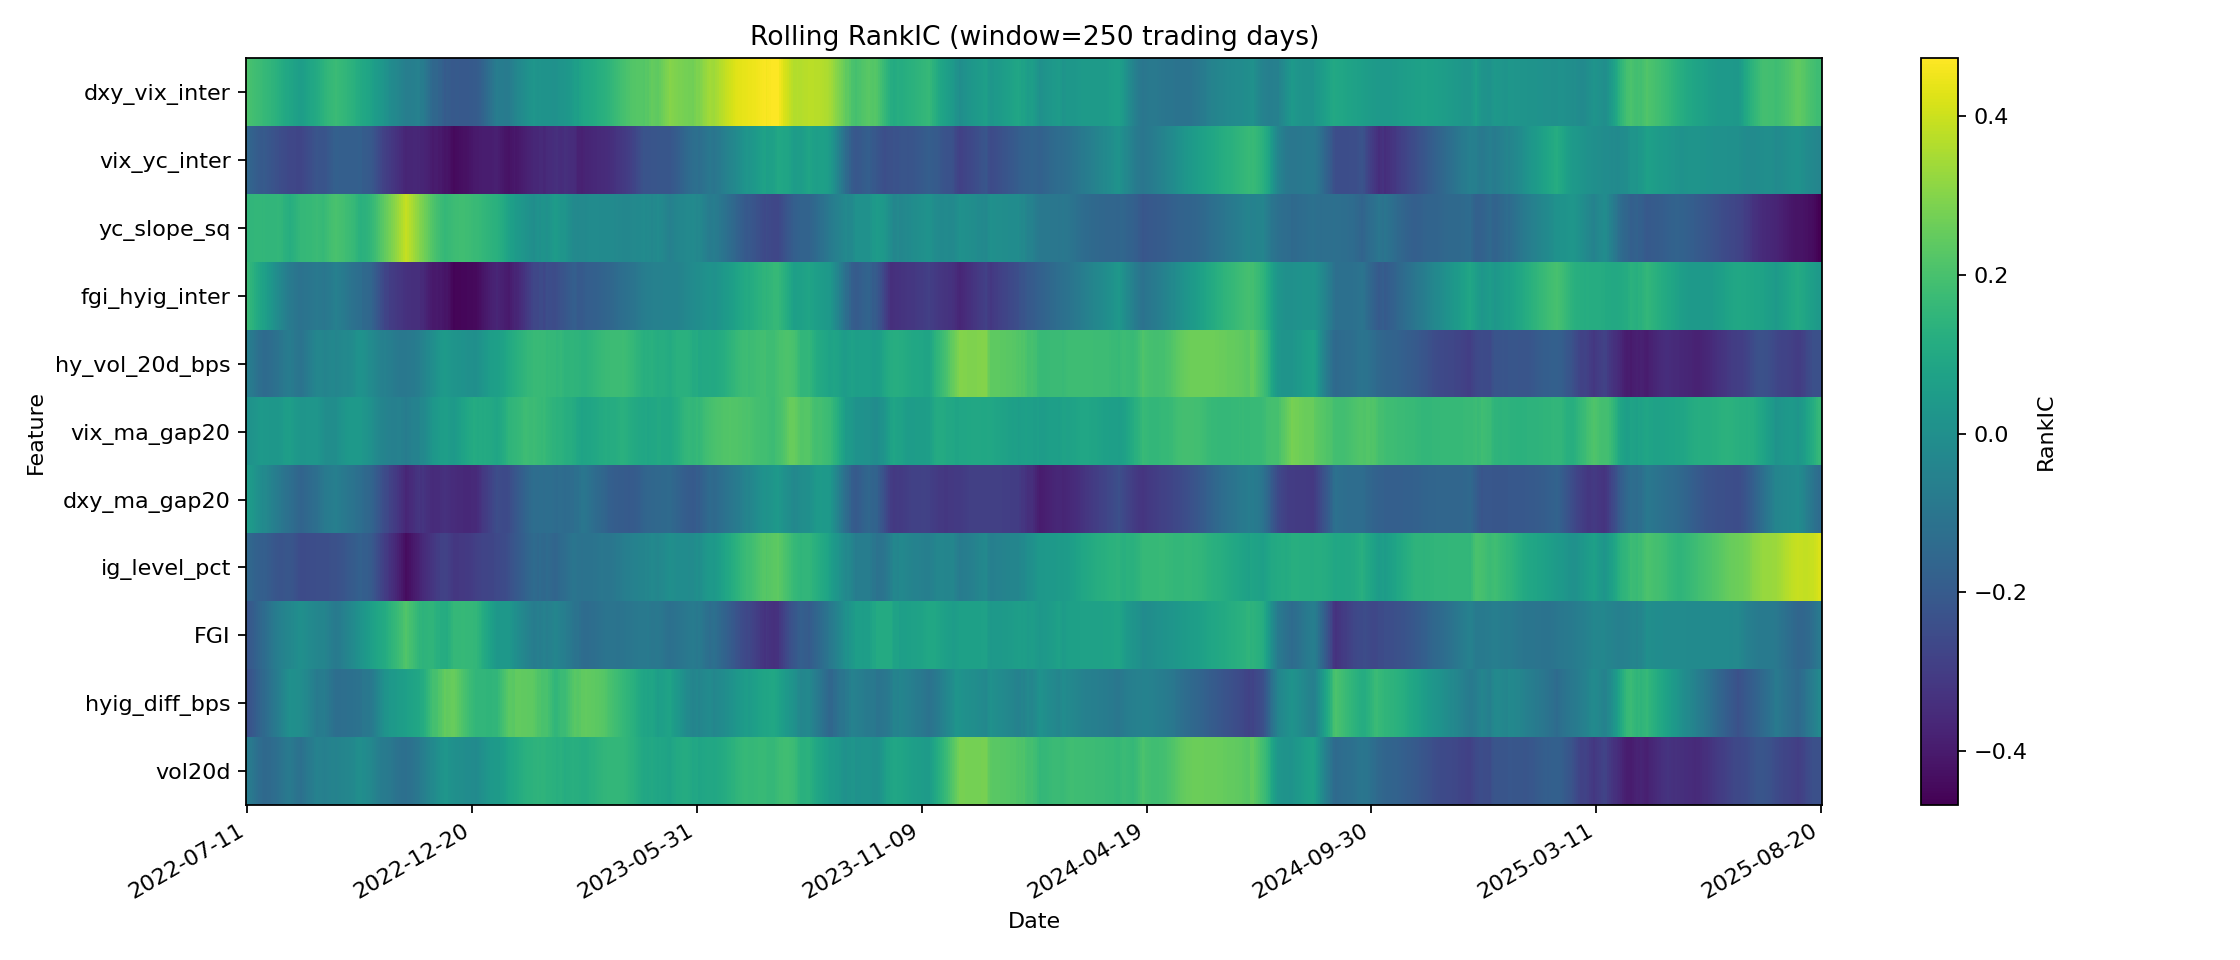 Rolling RankIC (window=250 trading days)
dxy_vix_inter
vix_yc_inter
yc_slope_sq
fgi_hyig_inter
hy_vol_20d_bps
vix_ma_gap20
dxy_ma_gap20
ig_level_pct
FGI
hyig_diff_bps
vol20d
Feature
2022-07-11
2022-12-20
2023-05-31
2023-11-09
2024-04-19
2024-09-30
2025-03-11
2025-08-20
Date
0.4
0.2
0.0
−0.2
−0.4
RankIC